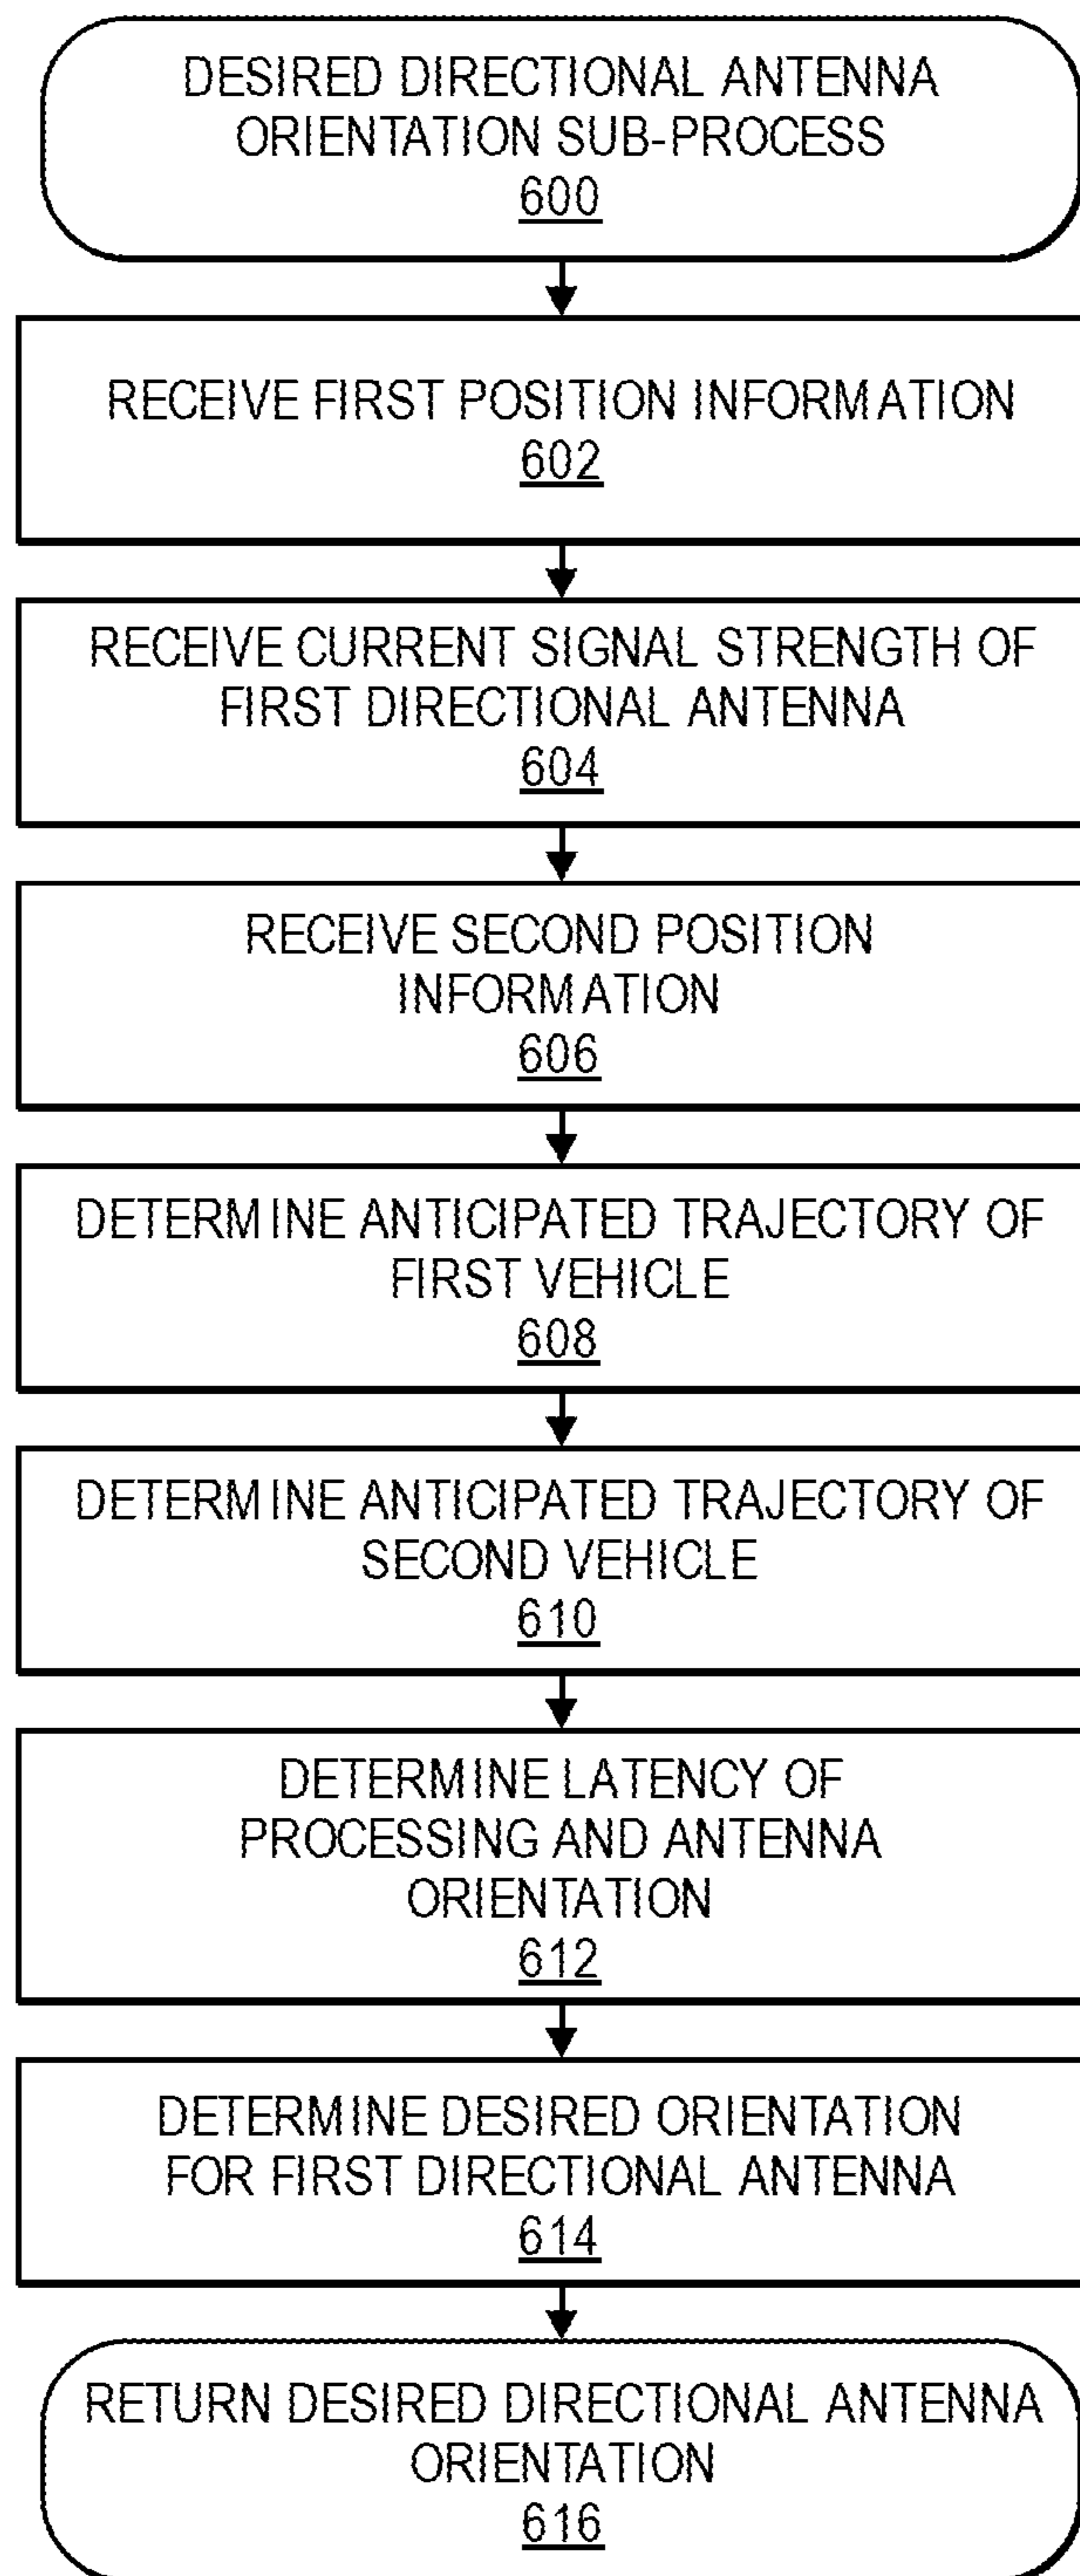 DESIRED DIRECTIONAL ANTENNA
ORIENTATION SUB-PROCESS
600
RECEIVE FIRST POSITION INFORMATION
602
RECEIVE CURRENT SIGNAL STRENGTH OF
FIRST DIRECTIONAL ANTENNA
604
RECEIVE SECOND POSITION
INFORMATION
606
DETERMINE ANTICIPATED TRAJECTORY OF
FIRST VEHICLE
608
DETERMINE ANTICIPATED TRAJECTORY OF
SECOND VEHICLE
610
DETERMINE LATENCY OF
PROCESSING AND ANTENNA
ORIENTATION
612
DETERMINE DESIRED ORIENTATION
FOR FIRST DIRECTIONAL ANTENNA
614
RETURN DESIRED DIRECTIONAL ANTENNA
ORIENTATION
616